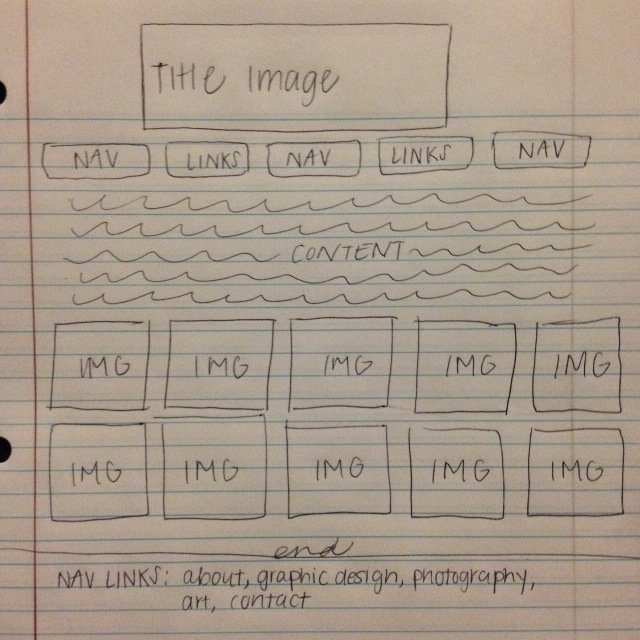 Title Image
NAV LINKS NAV LINKS NAV
CONTENT
IMG IMG IMG IMG IMG
IMG IMG IMG IMG IMG
end
NAV LINKS: about, graphic design, photography,
art, contact